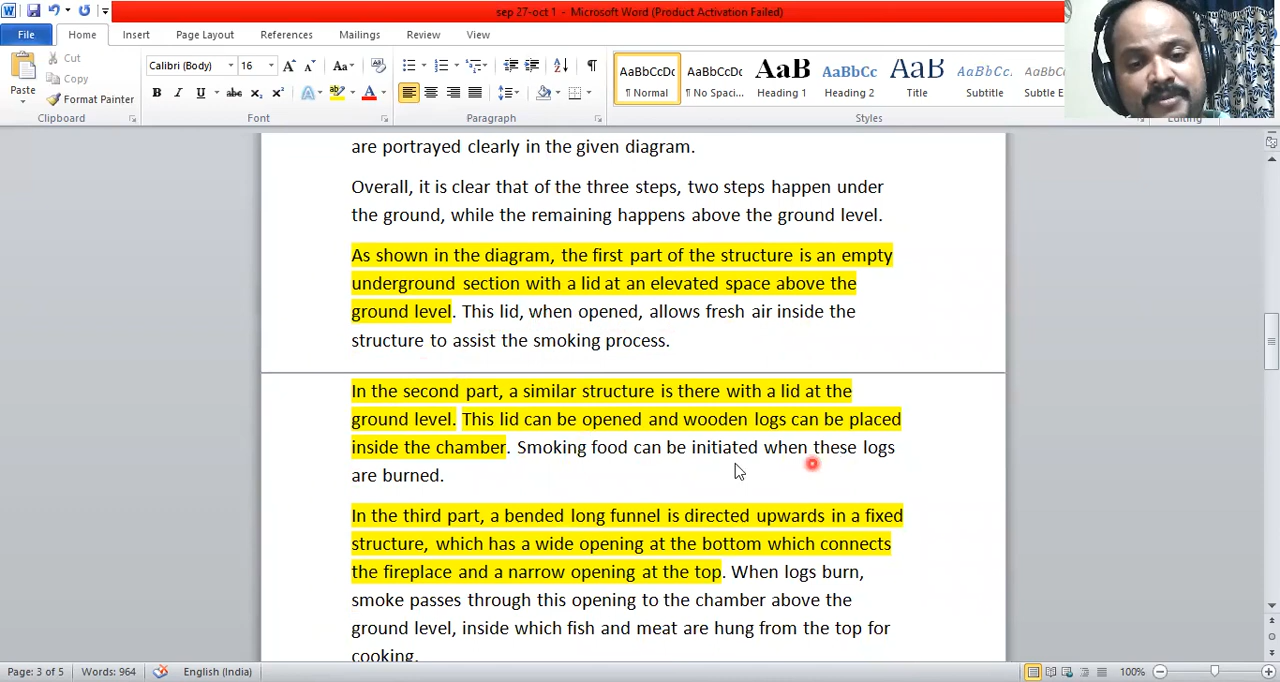 sep 27-oct 1 - Microsoft Word (Product Activation Failed)
File Home Insert Page Layout References Mailings Review View
Cut
Copy
Format Painter
Paste
Clipboard
Calibri (Body) 16
Font
Paragraph
AaBbCcDc AaBbCcDc AaB AaBbCc AaB AaBbCc. AaBbC
¶ Normal ¶ No Spaci... Heading 1 Heading 2 Title Subtitle Subtle E
Styles
are portrayed clearly in the given diagram.
Overall, it is clear that of the three steps, two steps happen under
the ground, while the remaining happens above the ground level.
As shown in the diagram, the first part of the structure is an empty
underground section with a lid at an elevated space above the
ground level. This lid, when opened, allows fresh air inside the
structure to assist the smoking process.
In the second part, a similar structure is there with a lid at the
ground level. This lid can be opened and wooden logs can be placed
inside the chamber. Smoking food can be initiated when these logs
are burned.
In the third part, a bended long funnel is directed upwards in a fixed
structure, which has a wide opening at the bottom which connects
the fireplace and a narrow opening at the top. When logs burn,
smoke passes through this opening to the chamber above the
ground level, inside which fish and meat are hung from the top for
cooking.
Page: 3 of 5 Words: 964 English (India) 100%